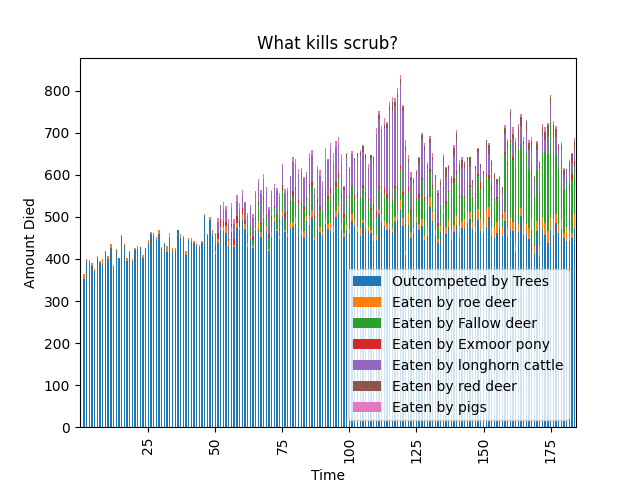 What kills scrub?
Amount Died
800
700
600
500
400
300
200
100
0
Outcompeted by Trees
Eaten by roe deer
Eaten by Fallow deer
Eaten by Exmoor pony
Eaten by longhorn cattle
Eaten by red deer
Eaten by pigs
25
50
75
100
125
150
175
Time